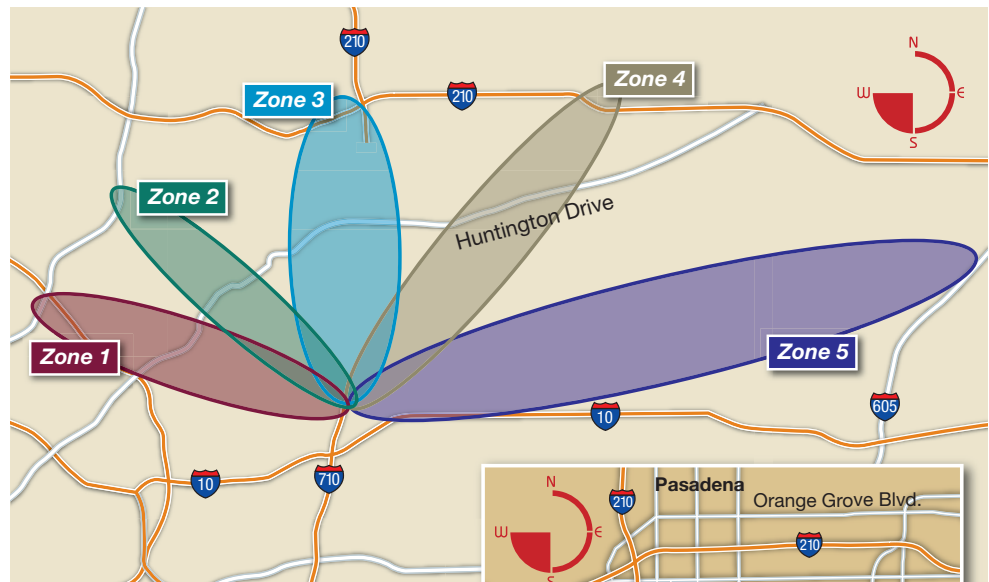 210
Zone 3
210
Zone 4
N
W
E
S
Zone 2
Huntington Drive
Zone 1
Zone 5
605
10
10
710
N
W
E
S
210
Pasadena
Orange Grove Blvd.
210